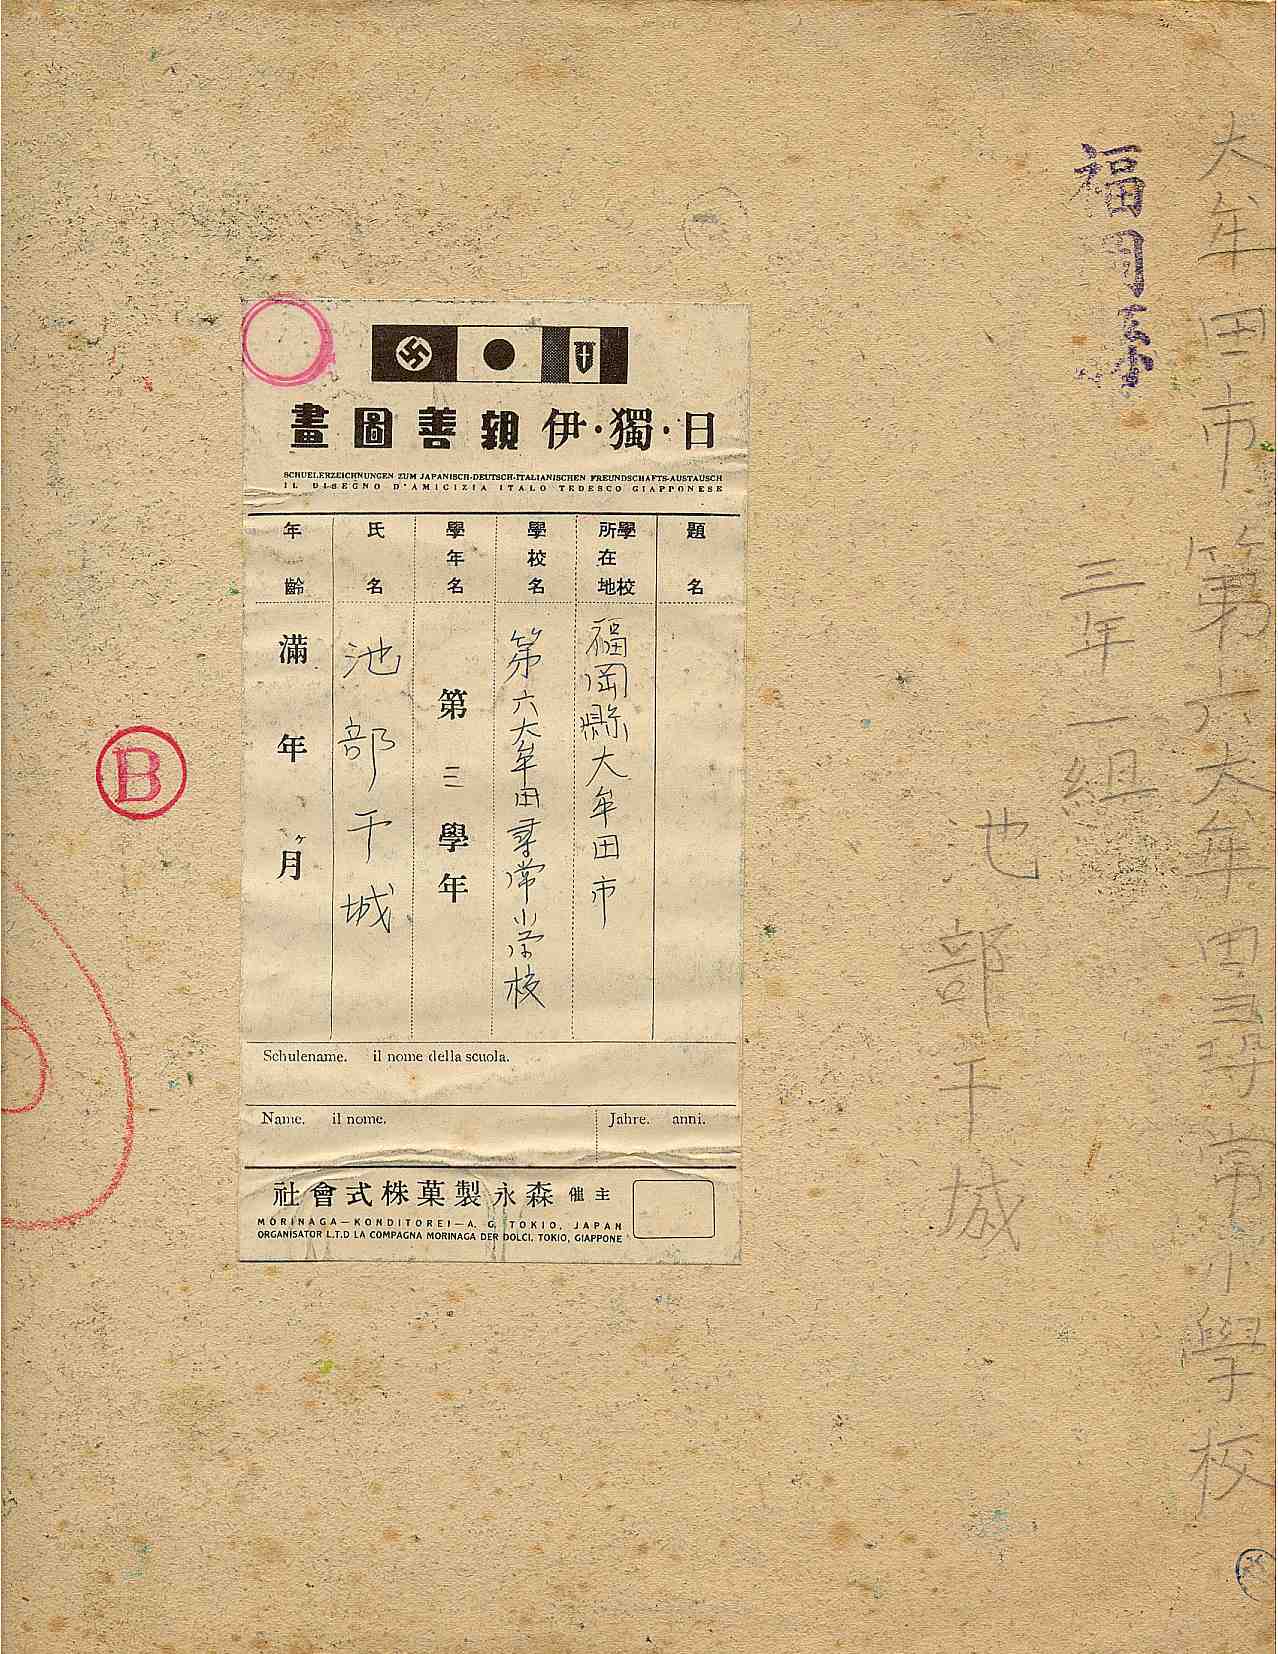 大牟田市第六大牟田尋常小學校
福岡縣
三年一組
池部干城
B
日・獨・伊親善圖畫
SCHUELERZEICHNUNGEN ZUM JAPANISCH-DEUTSCH-ITALIANISCHEN FREUNDSCHAFTS-AUSTAUSCH
IL DISEGNO D'AMICIZIA ITALO TEDESCO GIAPPONESE
題名
學校所在地
福岡縣大牟田市
學校名
第六大牟田尋常小学校
學年名
第三學年
氏名
池部干城
年齡
滿年ヶ月
Schulename. il nome della scuola.
Name. il nome. Jahre. anni.
主催 森永製菓株式會社
MORINAGA—KONDITOREI—A. G. TOKIO, JAPAN
ORGANISATOR L.T.D LA COMPAGNA MORINAGA DER DOLCI, TOKIO, GIAPPONE